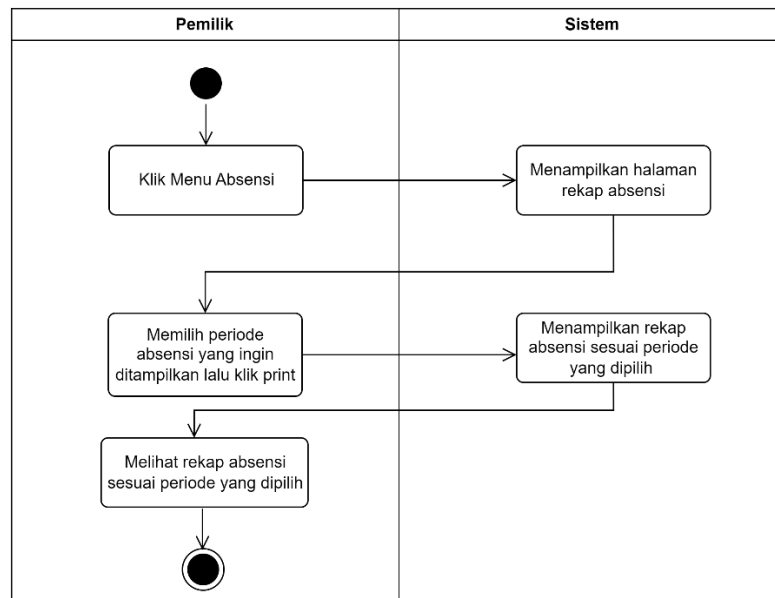 Pemilik
Sistem
Klik Menu Absensi
Menampilkan halaman
rekap absensi
Memilih periode
absensi yang ingin
ditampilkan lalu klik print
Menampilkan rekap
absensi sesuai periode
yang dipilih
Melihat rekap absensi
sesuai periode yang dipilih